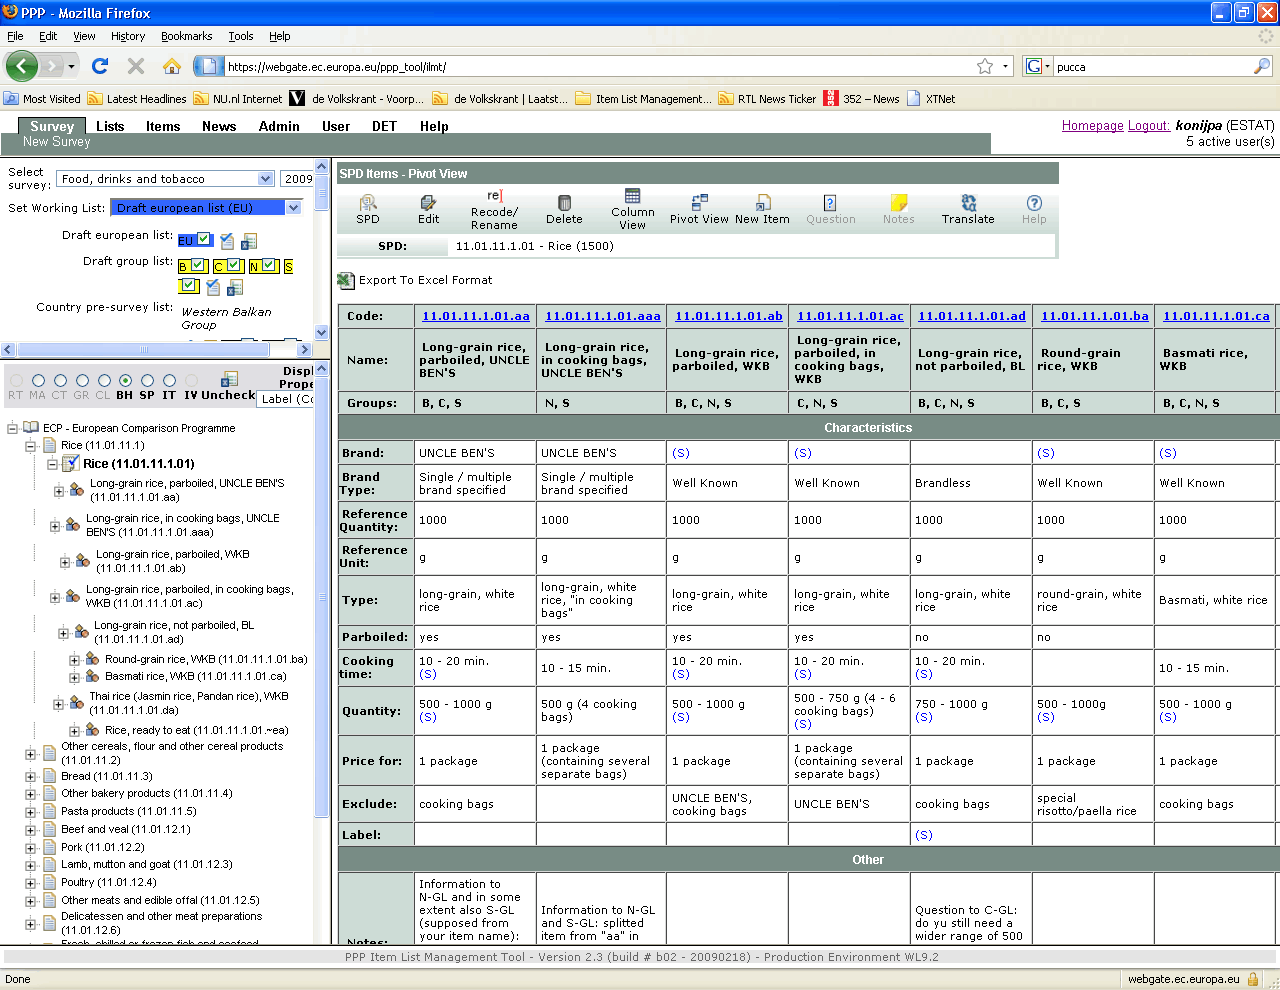 PPP - Mozilla Firefox
File Edit View History Bookmarks Tools Help
https://webgate.ec.europa.eu/ppp_tool/ilmt/
pucca
Most Visited Latest Headlines NU.nl Internet de Volkskrant - Voorp... de Volkskrant | Laatst... Item List Management... RTL News Ticker 352 – News XTNet
Survey Lists Items News Admin User DET Help
New Survey
Homepage Logout: konijpa (ESTAT)
5 active user(s)
Select survey: Food, drinks and tobacco 2009
Set Working List: Draft european list (EU)
Draft european list: EU
Draft group list: B C N S
Country pre-survey list: Western Balkan
Group
RT MA CT GR CL BH SP IT IV Uncheck
Displ
Prope
Label (Co
ECP - European Comparison Programme
Rice (11.01.11.1)
Rice (11.01.11.1.01)
Long-grain rice, parboiled, UNCLE BEN'S
(11.01.11.1.01.aa)
Long-grain rice, in cooking bags, UNCLE
BEN'S (11.01.11.1.01.aaa)
Long-grain rice, parboiled, WKB
(11.01.11.1.01.ab)
Long-grain rice, parboiled, in cooking bags,
WKB (11.01.11.1.01.ac)
Long-grain rice, not parboiled, BL
(11.01.11.1.01.ad)
Round-grain rice, WKB (11.01.11.1.01.ba)
Basmati rice, WKB (11.01.11.1.01.ca)
Thai rice (Jasmin rice, Pandan rice), WKB
(11.01.11.1.01.da)
Rice, ready to eat (11.01.11.1.01.~ea)
Other cereals, flour and other cereal products
(11.01.11.2)
Bread (11.01.11.3)
Other bakery products (11.01.11.4)
Pasta products (11.01.11.5)
Beef and veal (11.01.12.1)
Pork (11.01.12.2)
Lamb, mutton and goat (11.01.12.3)
Poultry (11.01.12.4)
Other meats and edible offal (11.01.12.5)
Delicatessen and other meat preparations
(11.01.12.6)
Fresh, chilled or frozen fish and seafood
SPD Items - Pivot View
SPD Edit Recode/ Rename Delete Column View Pivot View New Item Question Notes Translate Help
SPD: 11.01.11.1.01 - Rice (1500)
Export To Excel Format
Code: 11.01.11.1.01.aa 11.01.11.1.01.aaa 11.01.11.1.01.ab 11.01.11.1.01.ac 11.01.11.1.01.ad 11.01.11.1.01.ba 11.01.11.1.01.ca
Name: Long-grain rice, parboiled, UNCLE BEN'S Long-grain rice, in cooking bags, UNCLE BEN'S Long-grain rice, parboiled, WKB Long-grain rice, parboiled, in cooking bags, WKB Long-grain rice, not parboiled, BL Round-grain rice, WKB Basmati rice, WKB
Groups: B, C, S N, S B, C, N, S C, N, S B, C, N, S B, C, S B, C, N, S
Characteristics
Brand: UNCLE BEN'S UNCLE BEN'S (S) (S) (S) (S)
Brand Type: Single / multiple brand specified Single / multiple brand specified Well Known Well Known Brandless Well Known Well Known
Reference Quantity: 1000 1000 1000 1000 1000 1000 1000
Reference Unit: g g g g g g g
Type: long-grain, white rice long-grain, white rice, "in cooking bags" long-grain, white rice long-grain, white rice long-grain, white rice round-grain, white rice Basmati, white rice
Parboiled: yes yes yes yes no no
Cooking time: 10 - 20 min. (S) 10 - 15 min. 10 - 20 min. (S) 10 - 20 min. (S) 10 - 20 min. (S) 10 - 15 min.
Quantity: 500 - 1000 g (S) 500 g (4 cooking bags) 500 - 1000 g (S) 500 - 750 g (4 - 6 cooking bags) (S) 750 - 1000 g (S) 500 - 1000g (S) 500 - 1000 g (S)
Price for: 1 package 1 package (containing several separate bags) 1 package 1 package (containing several separate bags) 1 package 1 package 1 package
Exclude: cooking bags UNCLE BEN'S, cooking bags UNCLE BEN'S cooking bags special risotto/paella rice cooking bags
Label: (S)
Other
Notes: Information to N-GL and in some extent also S-GL (supposed from your item name): Information to N-GL and S-GL: splitted item from "aa" in Question to C-GL: do yu still need a wider range of 500
PPP Item List Management Tool - Version 2.3 (build # b02 - 20090218) - Production Environment WL9.2
Done
webgate.ec.europa.eu